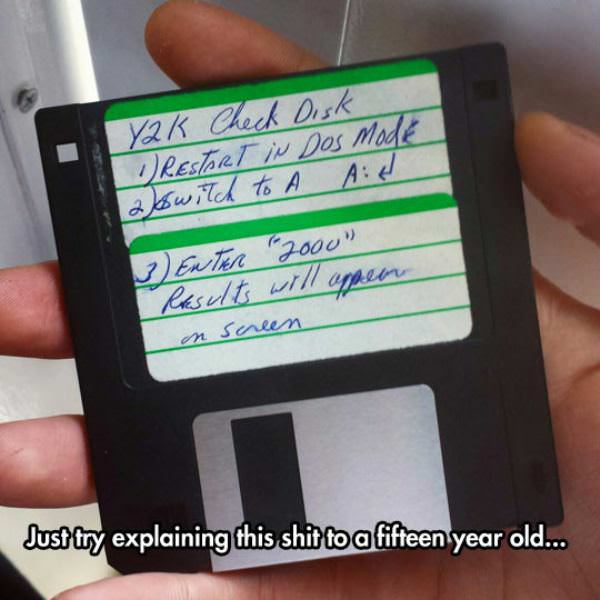 Y2K Check Disk
1) RESTART IN DOS MODE
2) Switch to A A: ↵
3) ENTER "2000"
Results will appear
on screen
Just try explaining this shit to a fifteen year old...